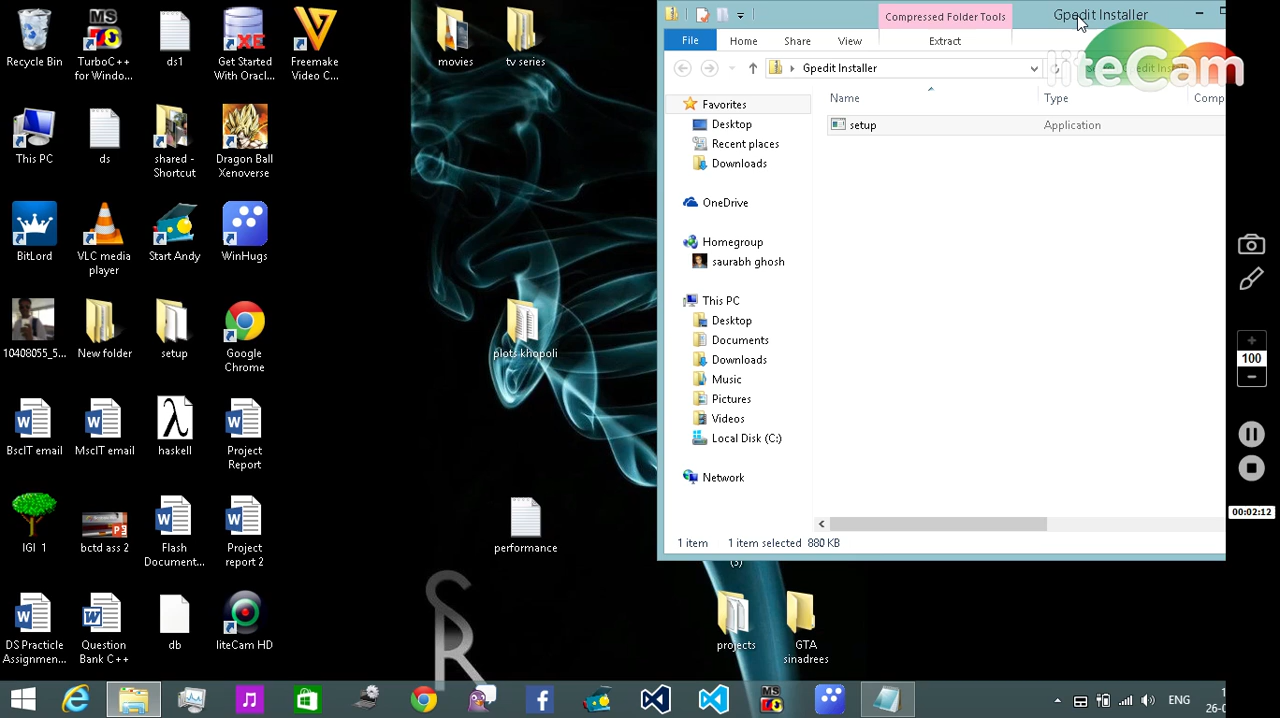 Recycle Bin
TurboC++
for Windo...
ds1
Get Started
With Oracl...
Freemake
Video C...
movies
tv series
This PC
ds
shared -
Shortcut
Dragon Ball
Xenoverse
BitLord
VLC media
player
Start Andy
WinHugs
10408055_5...
New folder
setup
Google
Chrome
plots khopoli
BscIT email
MscIT email
haskell
Project
Report
IGI 1
bctd ass 2
Flash
Document...
Project
report 2
performance
DS Practicle
Assignmen...
Question
Bank C++
db
liteCam HD
projects
GTA
sinadrees
Compressed Folder Tools
Gpedit Installer
File
Home
Share
View
Extract
liteCam
Gpedit Installer
Name
Type
Comp
Favorites
setup
Application
Desktop
Recent places
Downloads
OneDrive
Homegroup
saurabh ghosh
This PC
Desktop
Documents
Downloads
Music
Pictures
Videos
Local Disk (C:)
Network
1 item
1 item selected 880 KB
100
00:02:12
ENG